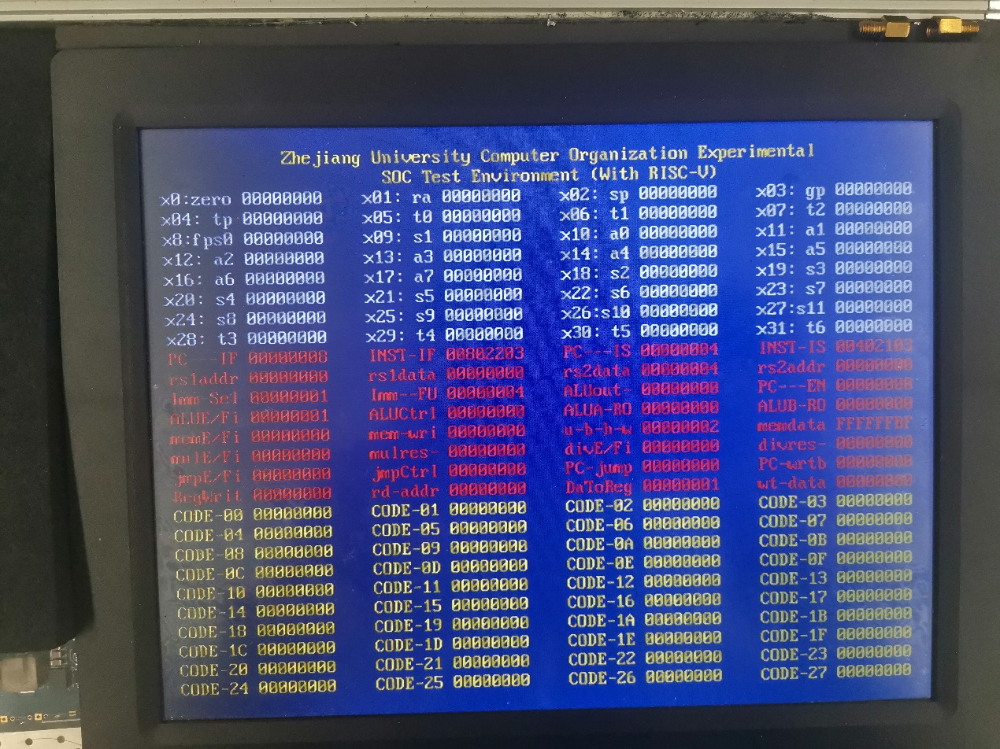 Zhejiang University Computer Organization Experimental
SOC Test Environment (With RISC-V)
x0:zero 00000000 x01: ra 00000000 x02: sp 00000000 x03: gp 00000000
x04: tp 00000000 x05: t0 00000000 x06: t1 00000000 x07: t2 00000000
x8:fps0 00000000 x09: s1 00000000 x10: a0 00000000 x11: a1 00000000
x12: a2 00000000 x13: a3 00000000 x14: a4 00000000 x15: a5 00000000
x16: a6 00000000 x17: a7 00000000 x18: s2 00000000 x19: s3 00000000
x20: s4 00000000 x21: s5 00000000 x22: s6 00000000 x23: s7 00000000
x24: s8 00000000 x25: s9 00000000 x26:s10 00000000 x27:s11 00000000
x28: t3 00000000 x29: t4 00000000 x30: t5 00000000 x31: t6 00000000
PC---IF 00000008 INST-IF 00802203 PC---IS 00000004 INST-IS 00402103
rs1addr 00000000 rs1data 00000000 rs2data 00000004 rs2addr 00000000
Imm-Sel 00000001 Imm--FU 00000004 ALUout- 00000000 PC---EN 00000000
ALUE/Fi 00000001 ALUCtrl 00000000 ALUA-RO 00000000 ALUB-RO 00000000
memE/Fi 00000000 mem-wri 00000000 u-b-h-w 00000002 memdata FFFFFFBF
mulE/Fi 00000000 mulres- 00000000 divE/Fi 00000000 divres- 00000000
jmpE/Fi 00000000 jmpCtrl 00000000 PC-jump 00000000 PC-wrtb 00000000
RegWrit 00000000 rd-addr 00000000 DaToReg 00000001 wt-data 00000000
CODE-00 00000000 CODE-01 00000000 CODE-02 00000000 CODE-03 00000000
CODE-04 00000000 CODE-05 00000000 CODE-06 00000000 CODE-07 00000000
CODE-08 00000000 CODE-09 00000000 CODE-0A 00000000 CODE-0B 00000000
CODE-0C 00000000 CODE-0D 00000000 CODE-0E 00000000 CODE-0F 00000000
CODE-10 00000000 CODE-11 00000000 CODE-12 00000000 CODE-13 00000000
CODE-14 00000000 CODE-15 00000000 CODE-16 00000000 CODE-17 00000000
CODE-18 00000000 CODE-19 00000000 CODE-1A 00000000 CODE-1B 00000000
CODE-1C 00000000 CODE-1D 00000000 CODE-1E 00000000 CODE-1F 00000000
CODE-20 00000000 CODE-21 00000000 CODE-22 00000000 CODE-23 00000000
CODE-24 00000000 CODE-25 00000000 CODE-26 00000000 CODE-27 00000000